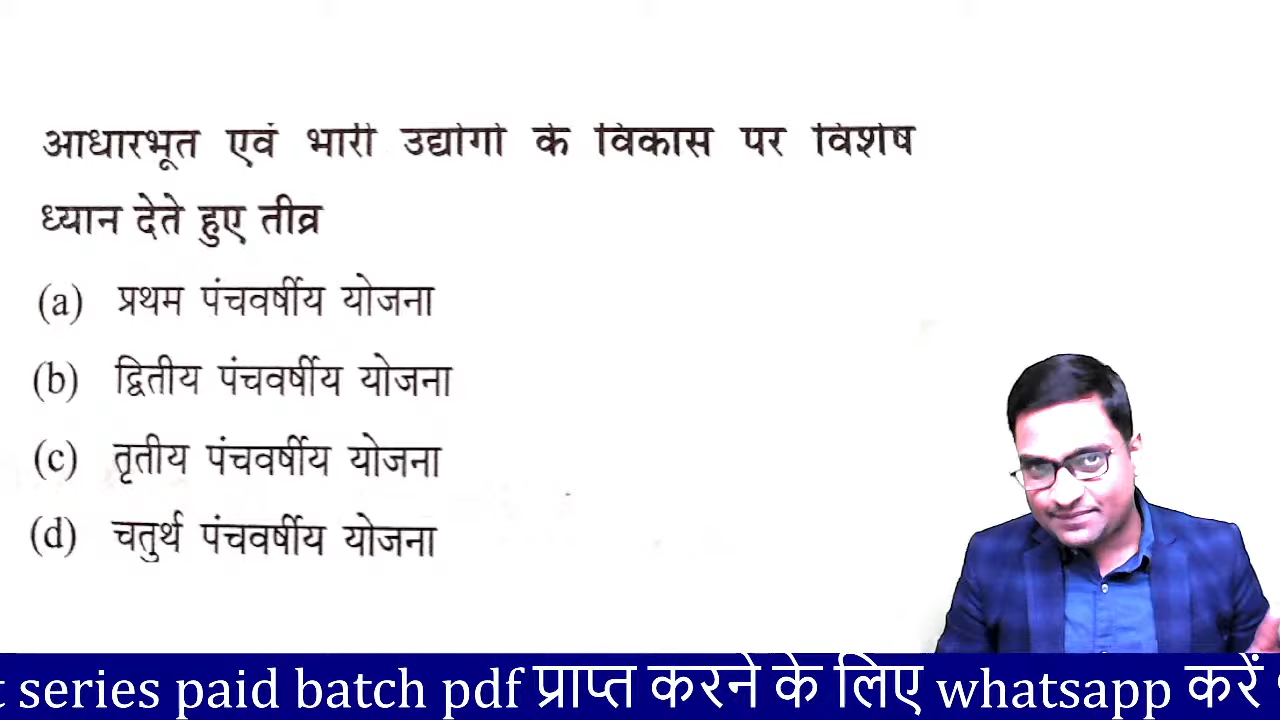 आधारभूत एवं भारी उद्योगों के विकास पर विशेष
ध्यान देते हुए तीव्र
(a) प्रथम पंचवर्षीय योजना
(b) द्वितीय पंचवर्षीय योजना
(c) तृतीय पंचवर्षीय योजना
(d) चतुर्थ पंचवर्षीय योजना
series paid batch pdf प्राप्त करने के लिए whatsapp करें